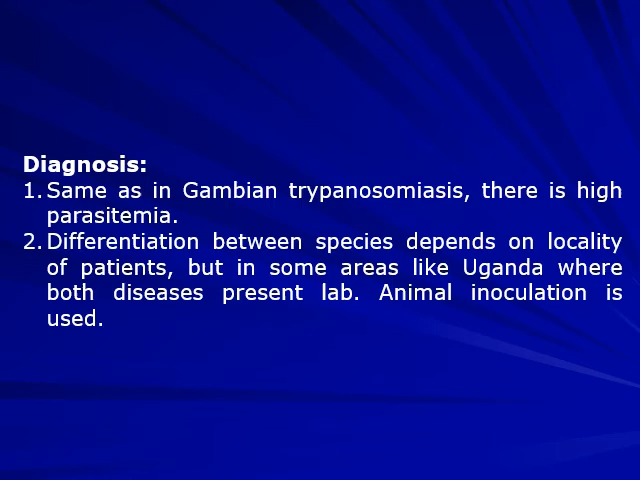 Diagnosis:
1. Same as in Gambian trypanosomiasis, there is high
parasitemia.
2. Differentiation between species depends on locality
of patients, but in some areas like Uganda where
both diseases present lab. Animal inoculation is
used.